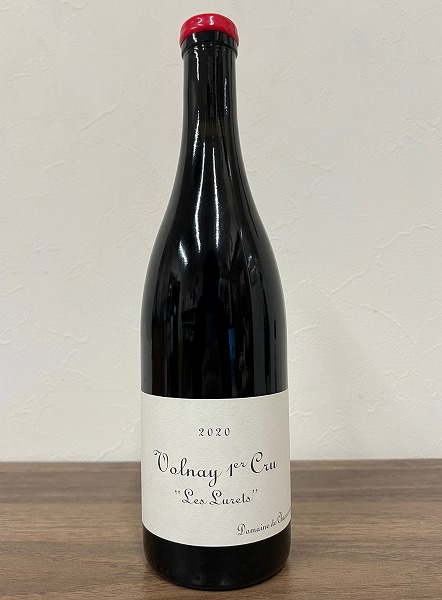 2020
Volnay 1er Cru
"Les Lurets"
Domaine de